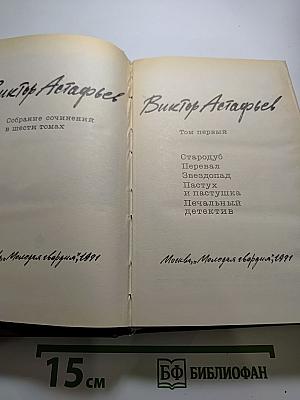 Виктор Астафьев
Собрание сочинений
в шести томах
„Молодая гвардия", 1991
Виктор Астафьев
Том первый
Стародуб
Перевал
Звездопад
Пастух
и пастушка
Печальный
детектив
Москва, „Молодая гвардия", 1991
15 см
БФ БИБЛИОФАН